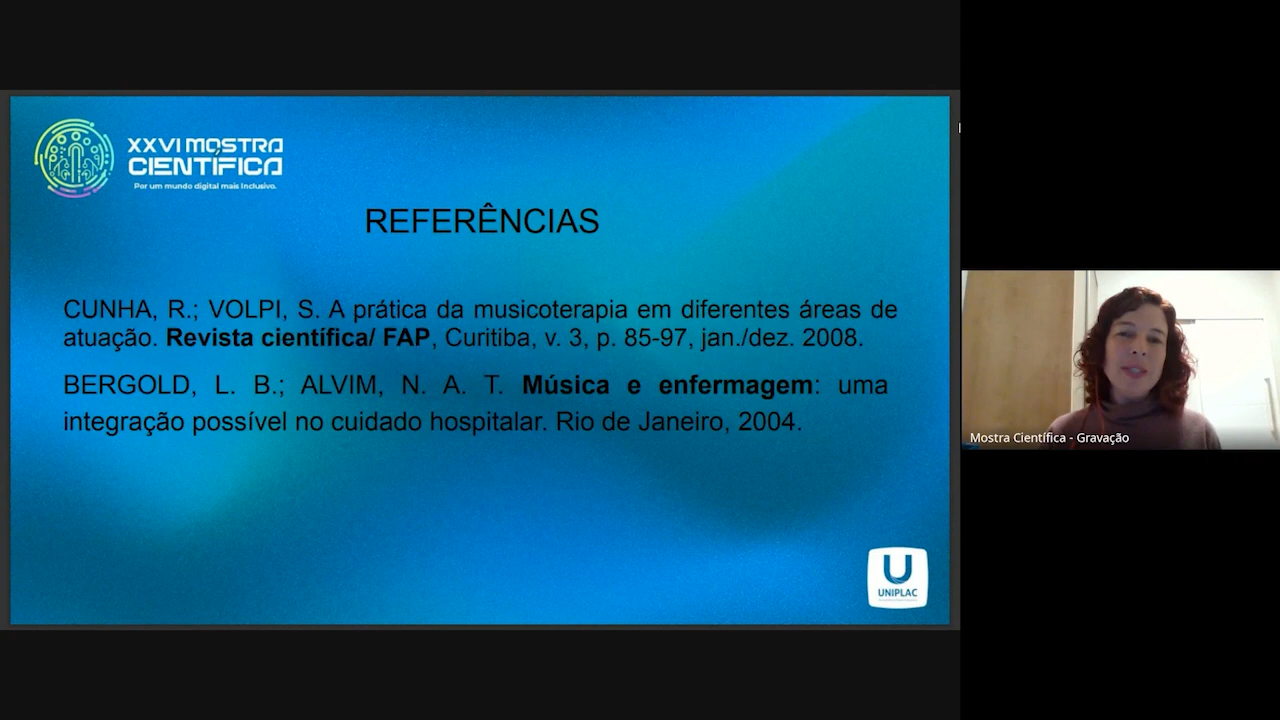 XXVI MOSTRA
CIENTÍFICA
Por um mundo digital mais Inclusivo.
REFERÊNCIAS
CUNHA, R.; VOLPI, S. A prática da musicoterapia em diferentes áreas de
atuação. Revista científica/ FAP, Curitiba, v. 3, p. 85-97, jan./dez. 2008.
BERGOLD, L. B.; ALVIM, N. A. T. Música e enfermagem: uma
integração possível no cuidado hospitalar. Rio de Janeiro, 2004.
U
UNIPLAC
Mostra Científica - Gravação